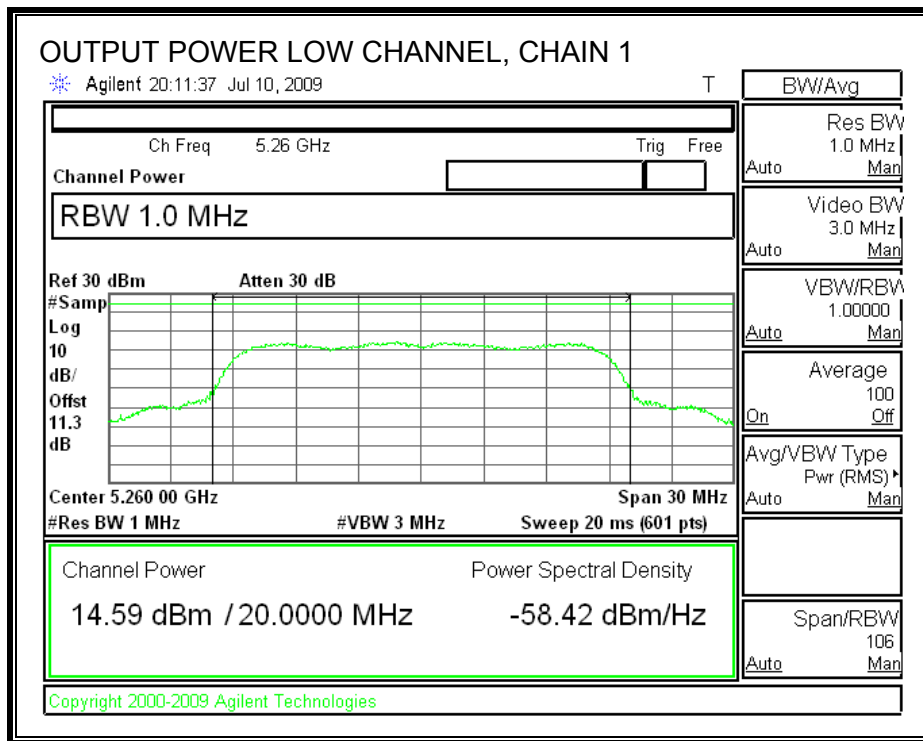 OUTPUT POWER LOW CHANNEL, CHAIN 1
Agilent 20:11:37 Jul 10, 2009 T
Ch Freq 5.26 GHz Trig Free
Channel Power
RBW 1.0 MHz
Ref 30 dBm Atten 30 dB
#Samp
Log
10
dB/
Offst
11.3
dB
Center 5.260 00 GHz Span 30 MHz
#Res BW 1 MHz #VBW 3 MHz Sweep 20 ms (601 pts)
Channel Power Power Spectral Density
14.59 dBm / 20.0000 MHz -58.42 dBm/Hz
Copyright 2000-2009 Agilent Technologies
BW/Avg
Res BW
1.0 MHz
Auto Man
Video BW
3.0 MHz
Auto Man
VBW/RBW
1.00000
Auto Man
Average
100
On Off
Avg/VBW Type
Pwr (RMS)
Auto Man
Span/RBW
106
Auto Man